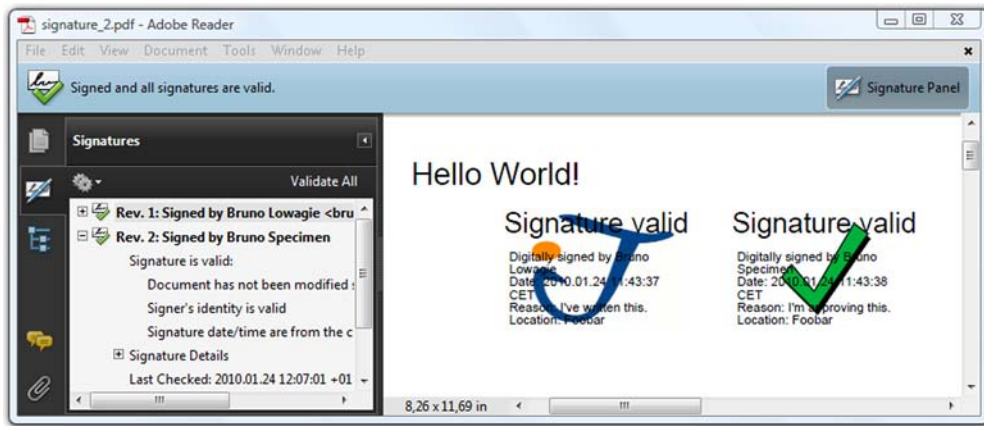 signature_2.pdf - Adobe Reader
File Edit View Document Tools Window Help
Signed and all signatures are valid.
Signature Panel
Signatures
Validate All
Rev. 1: Signed by Bruno Lowagie <bru
Rev. 2: Signed by Bruno Specimen
Signature is valid:
Document has not been modified
Signer's identity is valid
Signature date/time are from the c
Signature Details
Last Checked: 2010.01.24 12:07:01 +01
Hello World!
Signature valid
Digitally signed by Bruno
Lowagie
Date: 2010.01.24 11:43:37
CET
Reason: I've written this.
Location: Foobar
Signature valid
Digitally signed by Bruno
Specimen
Date: 2010.01.24 11:43:38
CET
Reason: I'm approving this.
Location: Foobar
8,26 x 11,69 in